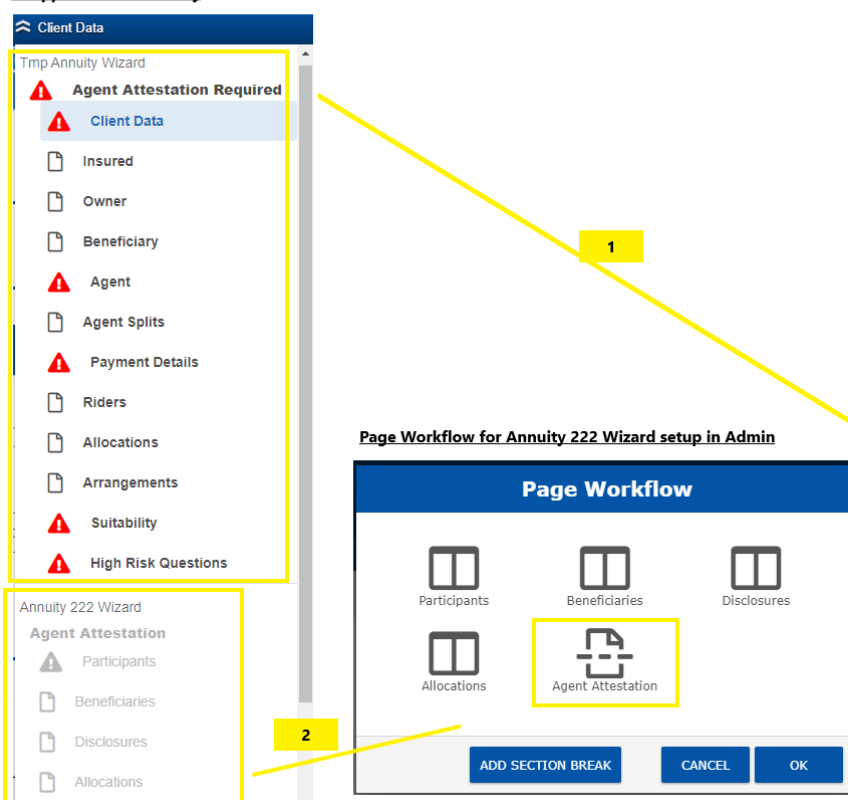 Client Data
Tmp Annuity Wizard
Agent Attestation Required
Client Data
Insured
Owner
Beneficiary
Agent
Agent Splits
Payment Details
Riders
Allocations
Arrangements
Suitability
High Risk Questions
Annuity 222 Wizard
Agent Attestation
Participants
Beneficiaries
Disclosures
Allocations
1
2
Page Workflow for Annuity 222 Wizard setup in Admin
Page Workflow
Participants
Beneficiaries
Disclosures
Allocations
Agent Attestation
ADD SECTION BREAK
CANCEL
OK